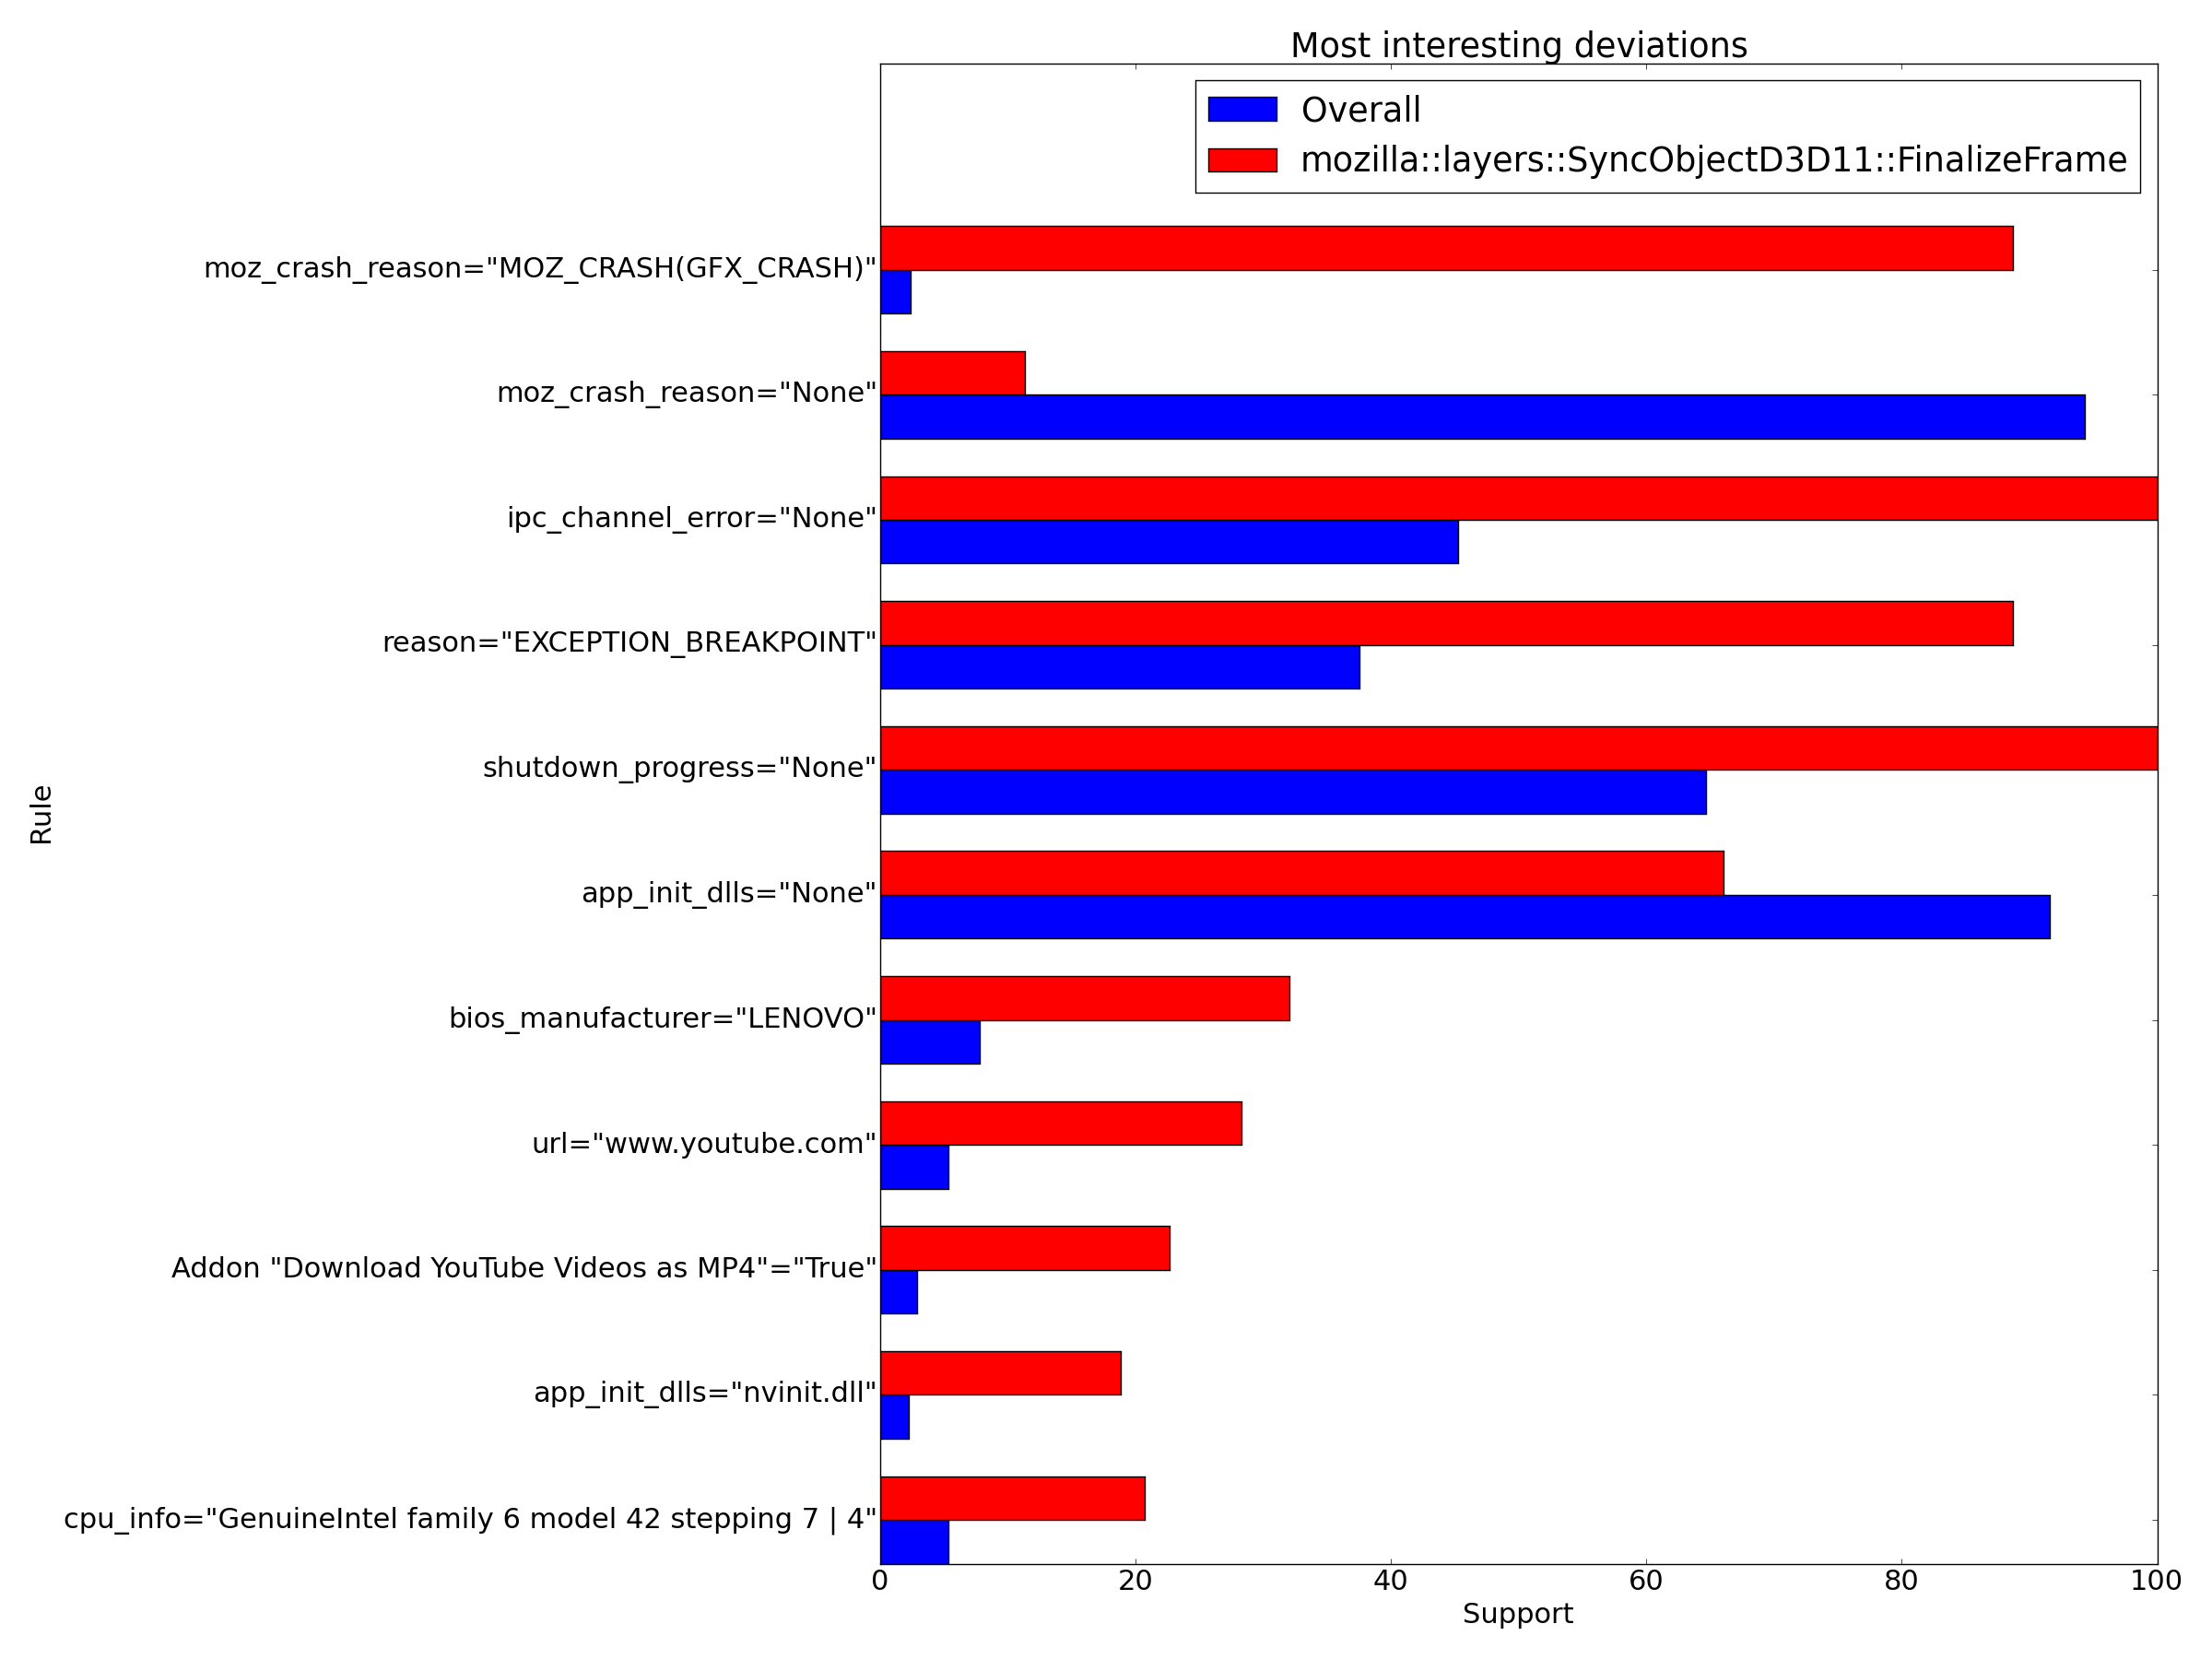 Most interesting deviations
Overall
mozilla::layers::SyncObjectD3D11::FinalizeFrame
moz_crash_reason="MOZ_CRASH(GFX_CRASH)"
moz_crash_reason="None"
ipc_channel_error="None"
reason="EXCEPTION_BREAKPOINT"
shutdown_progress="None"
app_init_dlls="None"
bios_manufacturer="LENOVO"
url="www.youtube.com"
Addon "Download YouTube Videos as MP4"="True"
app_init_dlls="nvinit.dll"
cpu_info="GenuineIntel family 6 model 42 stepping 7 | 4"
Rule
0 20 40 60 80 100
Support